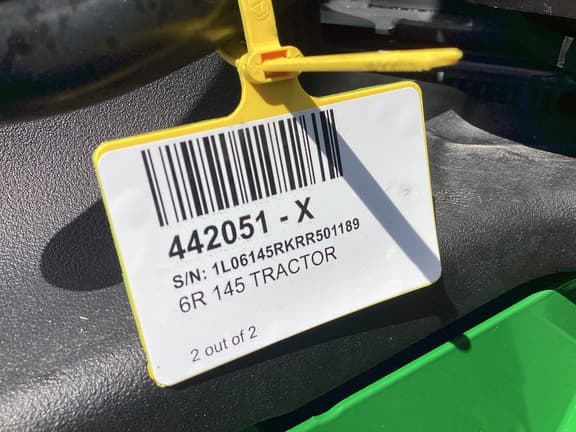 442051 - X
S/N: 1L06145RKRR501189
6R 145 TRACTOR
2 out of 2